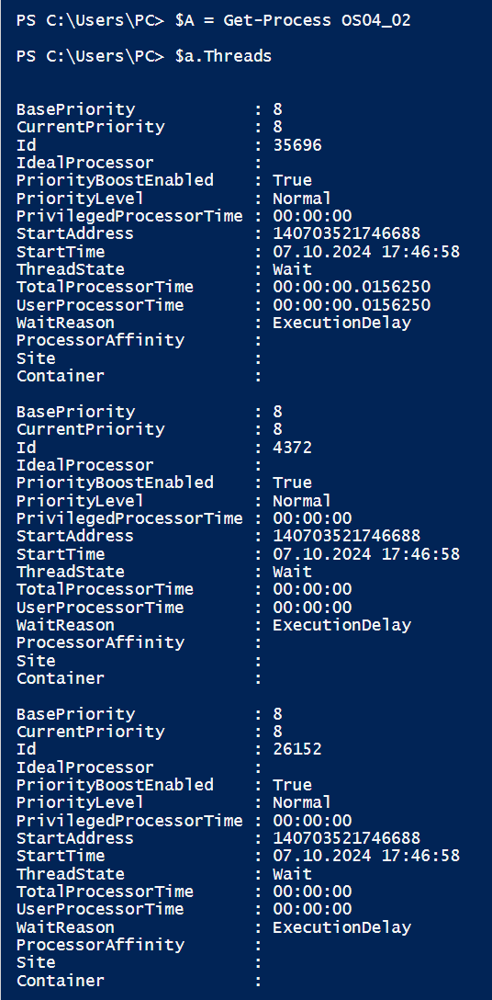 PS C:\Users\PC> $A = Get-Process OS04_02
PS C:\Users\PC> $a.Threads
BasePriority : 8
CurrentPriority : 8
Id : 35696
IdealProcessor :
PriorityBoostEnabled : True
PriorityLevel : Normal
PrivilegedProcessorTime : 00:00:00
StartAddress : 140703521746688
StartTime : 07.10.2024 17:46:58
ThreadState : Wait
TotalProcessorTime : 00:00:00.0156250
UserProcessorTime : 00:00:00.0156250
WaitReason : ExecutionDelay
ProcessorAffinity :
Site :
Container :
BasePriority : 8
CurrentPriority : 8
Id : 4372
IdealProcessor :
PriorityBoostEnabled : True
PriorityLevel : Normal
PrivilegedProcessorTime : 00:00:00
StartAddress : 140703521746688
StartTime : 07.10.2024 17:46:58
ThreadState : Wait
TotalProcessorTime : 00:00:00
UserProcessorTime : 00:00:00
WaitReason : ExecutionDelay
ProcessorAffinity :
Site :
Container :
BasePriority : 8
CurrentPriority : 8
Id : 26152
IdealProcessor :
PriorityBoostEnabled : True
PriorityLevel : Normal
PrivilegedProcessorTime : 00:00:00
StartAddress : 140703521746688
StartTime : 07.10.2024 17:46:58
ThreadState : Wait
TotalProcessorTime : 00:00:00
UserProcessorTime : 00:00:00
WaitReason : ExecutionDelay
ProcessorAffinity :
Site :
Container :